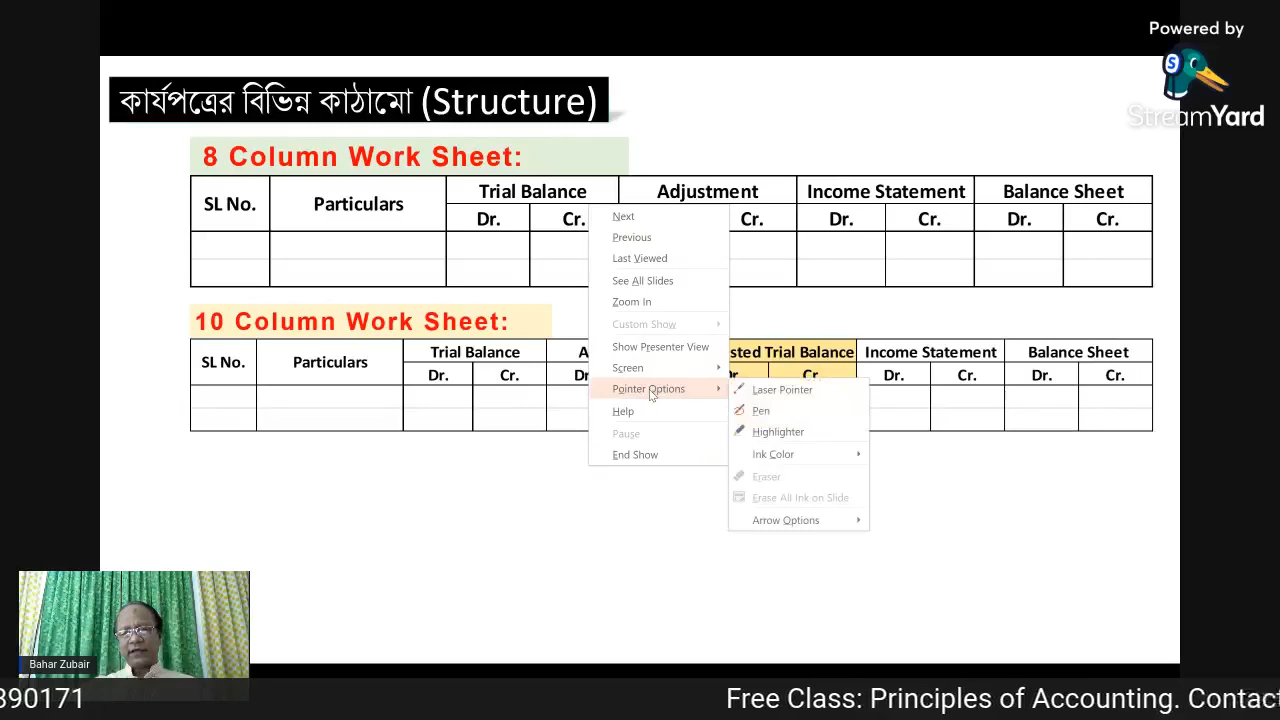 Powered by
StreamYard
কার্যপত্রের বিভিন্ন কাঠামো (Structure)
8 Column Work Sheet:
SL No. Particulars Trial Balance Adjustment Income Statement Balance Sheet
Dr. Cr. Cr. Dr. Cr. Dr. Cr.
Next
Previous
Last Viewed
See All Slides
Zoom In
Custom Show
Show Presenter View
Screen
Pointer Options
Help
Pause
End Show
Laser Pointer
Pen
Highlighter
Ink Color
Eraser
Erase All Ink on Slide
Arrow Options
10 Column Work Sheet:
SL No. Particulars Trial Balance A sted Trial Balance Income Statement Balance Sheet
Dr. Cr. Dr Dr. Cr. Dr. Cr. Dr. Cr.
Bahar Zubair
390171 Free Class: Principles of Accounting. Contac